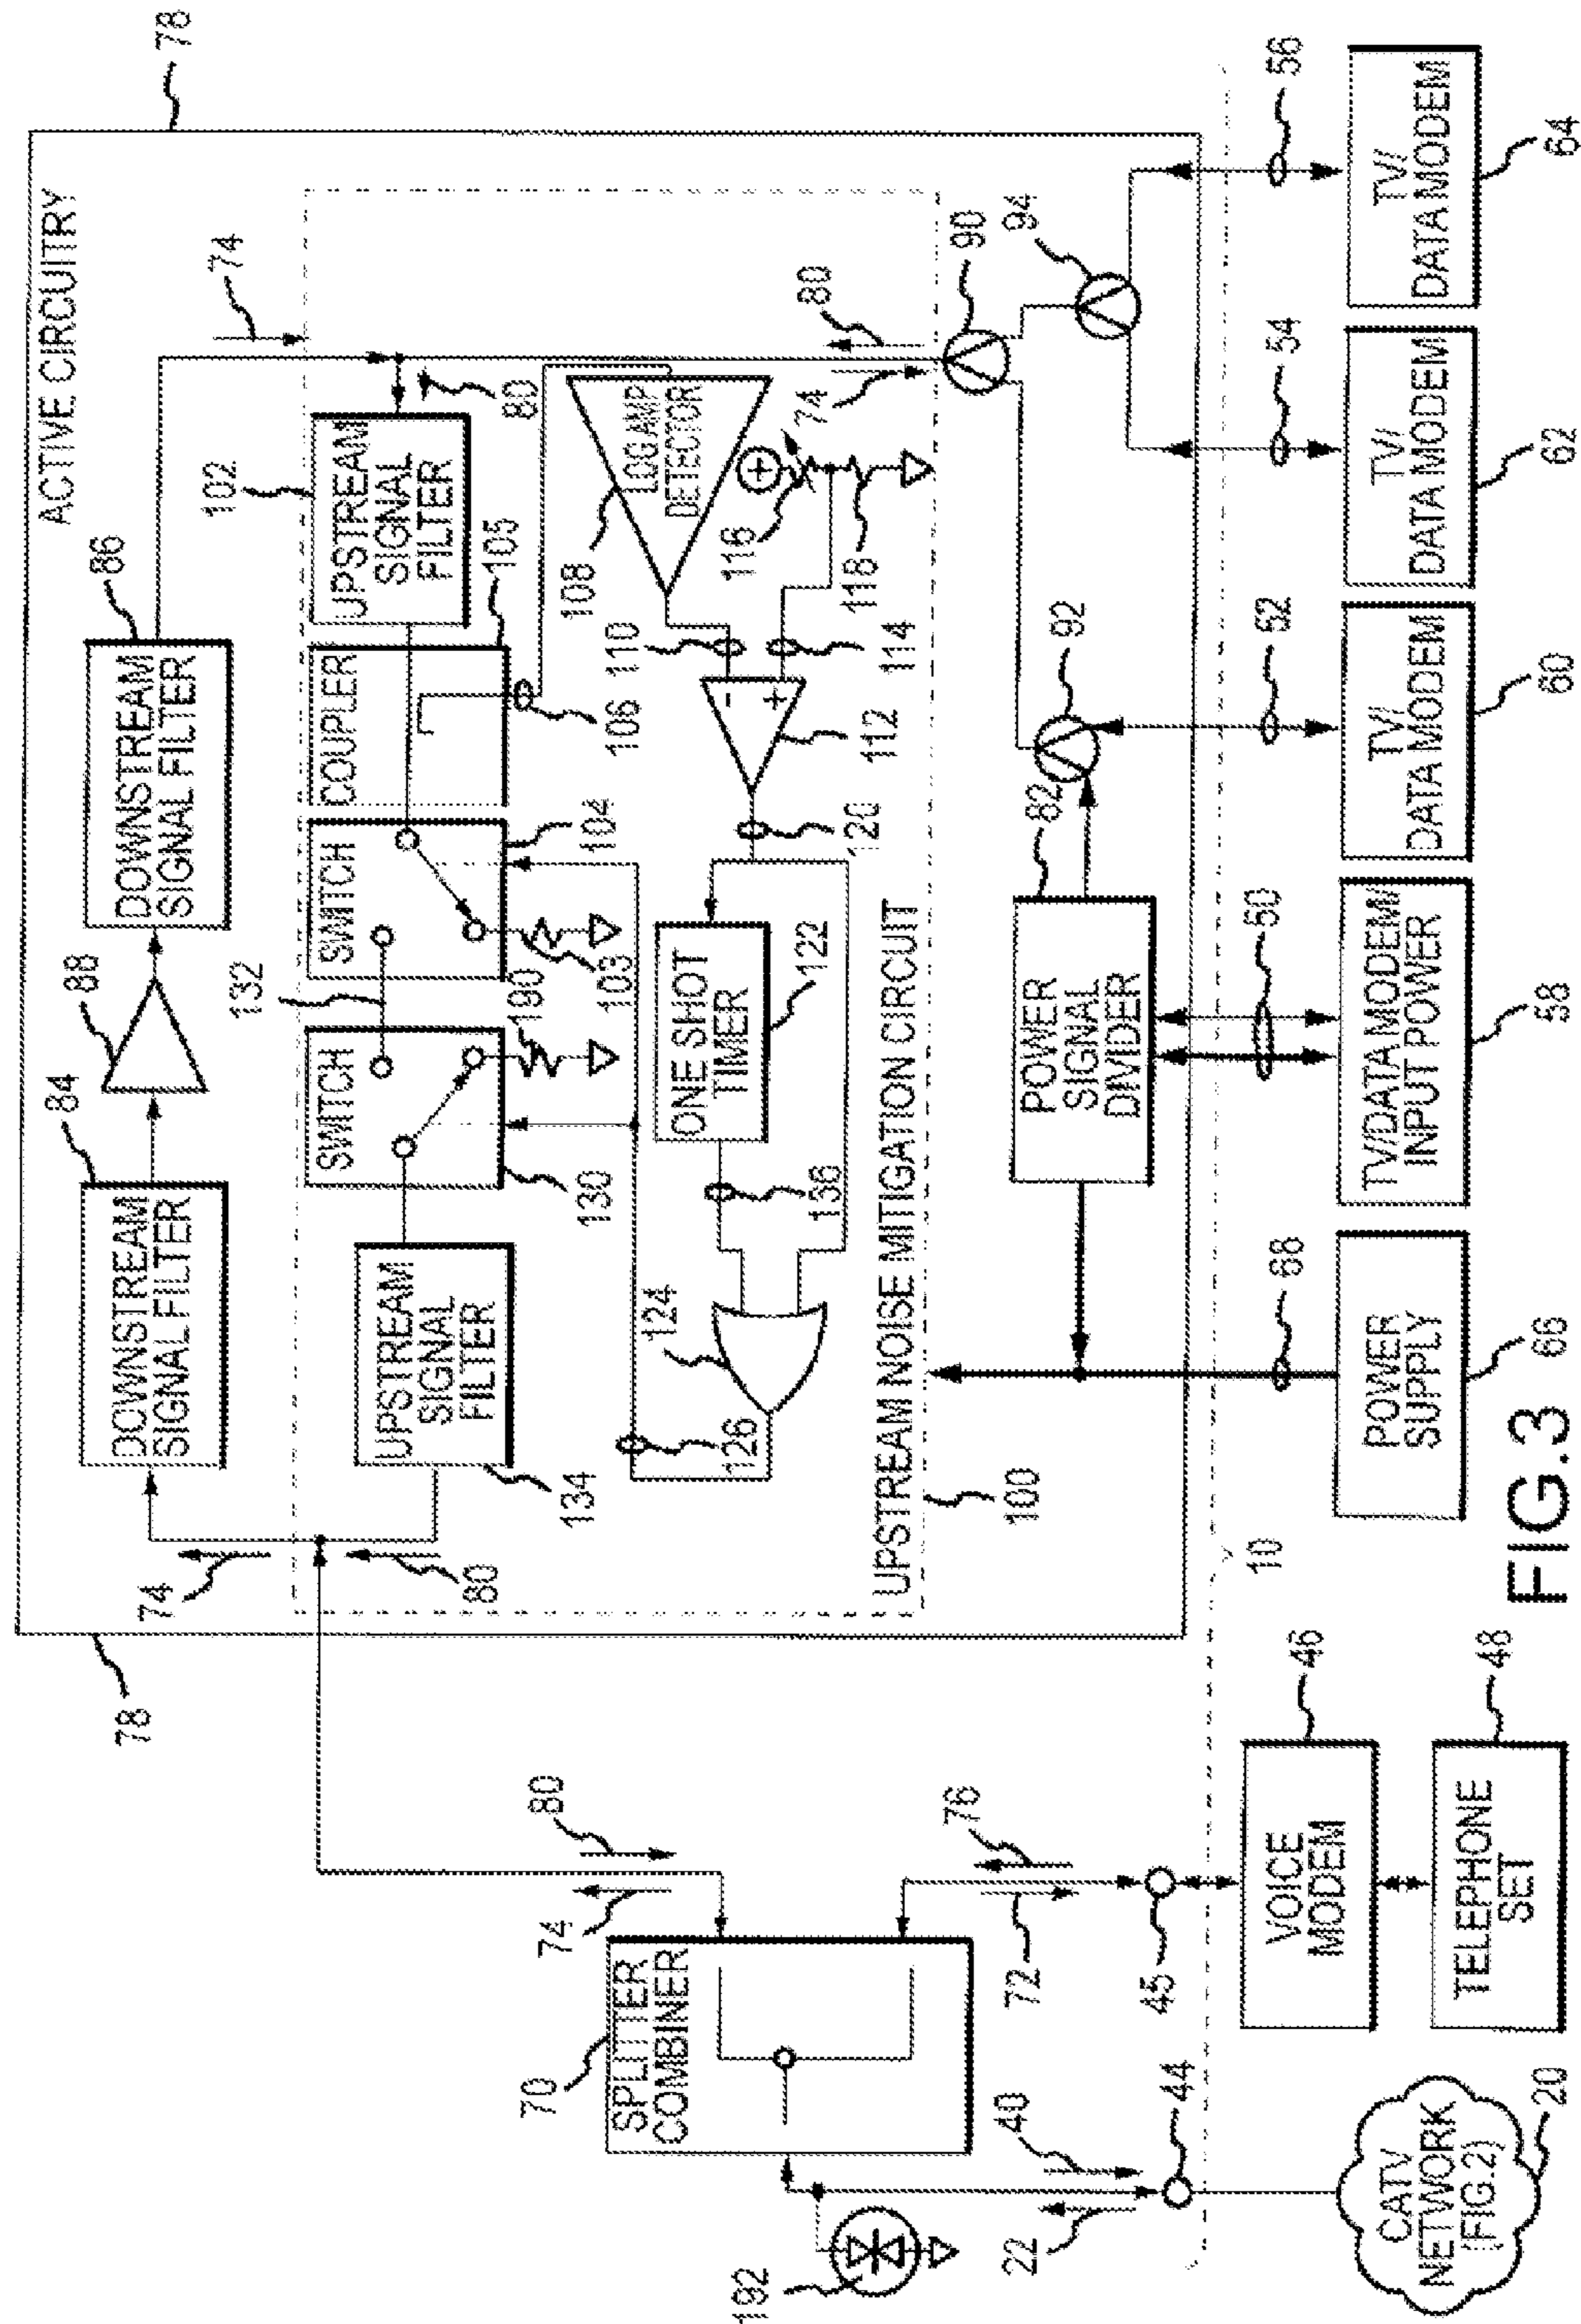 ACTIVE CIRCUITRY
78
78
84
88
86
DOWNSTREAM
SIGNAL FILTER
DOWNSTREAM
SIGNAL FILTER
74
74
80
132
102
UPSTREAM
SIGNAL
FILTER
SWITCH
SWITCH
COUPLER
UPSTREAM
SIGNAL
FILTER
80
134
130
190
103
104
106
105
108
LOG AMP
DETECTOR
110
116
118
114
112
120
ONE SHOT
TIMER
122
136
124
126
UPSTREAM NOISE MITIGATION CIRCUIT
100
74
80
90
94
92
82
POWER
SIGNAL
DIVIDER
68
50
52
54
56
10
POWER
SUPPLY
66
TV/DATA MODEM/
INPUT POWER
58
TV/
DATA MODEM
60
TV/
DATA MODEM
62
TV/
DATA MODEM
64
80
74
70
SPLITTER
COMBINER
76
72
45
192
22
40
44
VOICE
MODEM
46
TELEPHONE
SET
48
CATV
NETWORK
(FIG.2)
20
FIG.3